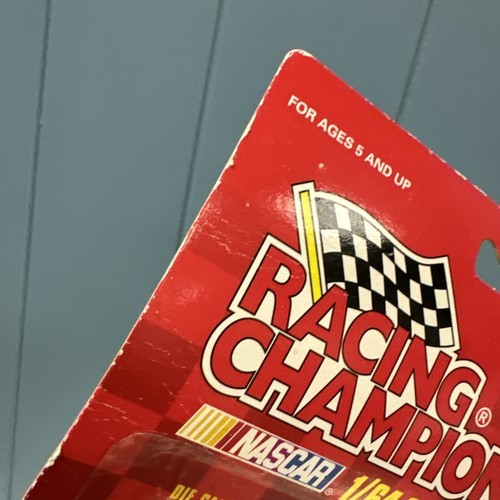 FOR AGES 5 AND UP
RACING
CHAMPION
NASCAR